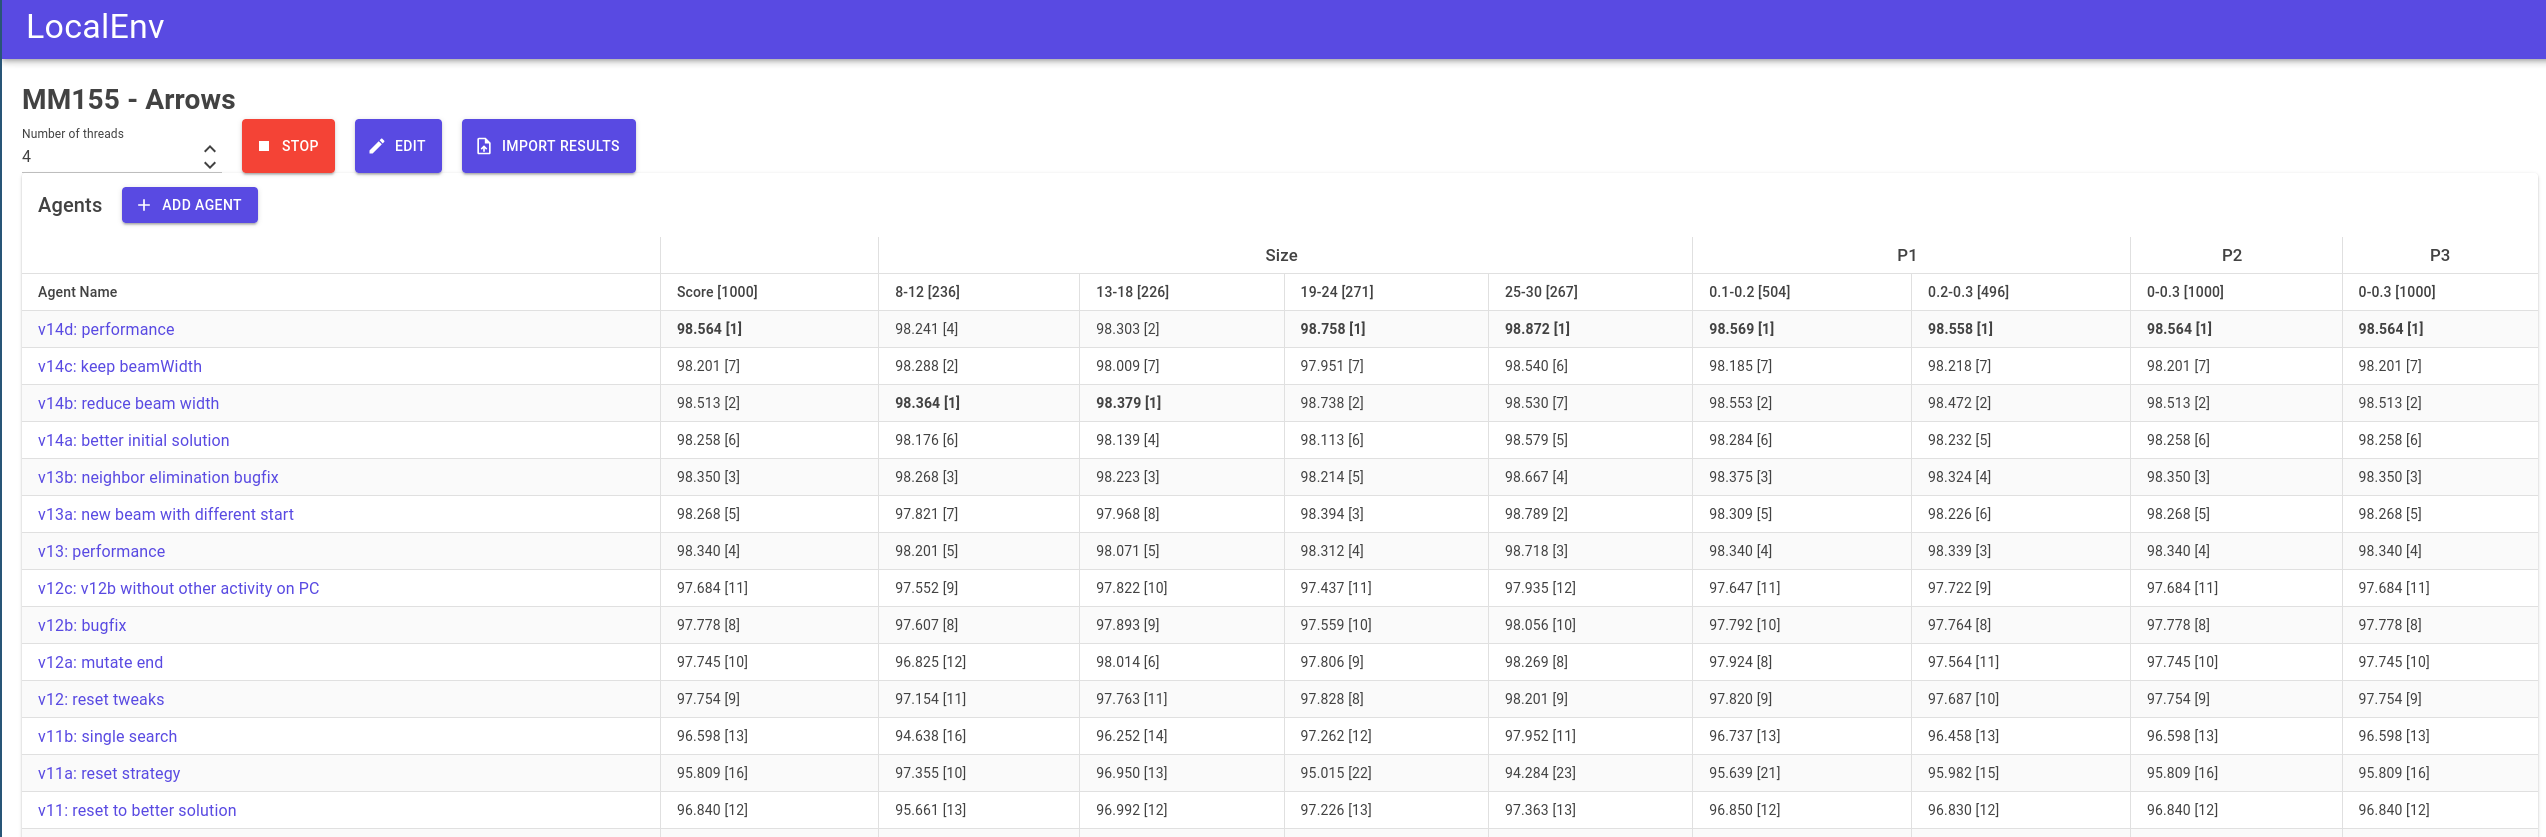 LocalEnv
MM155 - Arrows
Number of threads
4
STOP
EDIT
IMPORT RESULTS
Agents
ADD AGENT
Size P1 P2 P3
Agent Name Score [1000] 8-12 [236] 13-18 [226] 19-24 [271] 25-30 [267] 0.1-0.2 [504] 0.2-0.3 [496] 0-0.3 [1000] 0-0.3 [1000]
v14d: performance 98.564 [1] 98.241 [4] 98.303 [2] 98.758 [1] 98.872 [1] 98.569 [1] 98.558 [1] 98.564 [1] 98.564 [1]
v14c: keep beamWidth 98.201 [7] 98.288 [2] 98.009 [7] 97.951 [7] 98.540 [6] 98.185 [7] 98.218 [7] 98.201 [7] 98.201 [7]
v14b: reduce beam width 98.513 [2] 98.364 [1] 98.379 [1] 98.738 [2] 98.530 [7] 98.553 [2] 98.472 [2] 98.513 [2] 98.513 [2]
v14a: better initial solution 98.258 [6] 98.176 [6] 98.139 [4] 98.113 [6] 98.579 [5] 98.284 [6] 98.232 [5] 98.258 [6] 98.258 [6]
v13b: neighbor elimination bugfix 98.350 [3] 98.268 [3] 98.223 [3] 98.214 [5] 98.667 [4] 98.375 [3] 98.324 [4] 98.350 [3] 98.350 [3]
v13a: new beam with different start 98.268 [5] 97.821 [7] 97.968 [8] 98.394 [3] 98.789 [2] 98.309 [5] 98.226 [6] 98.268 [5] 98.268 [5]
v13: performance 98.340 [4] 98.201 [5] 98.071 [5] 98.312 [4] 98.718 [3] 98.340 [4] 98.339 [3] 98.340 [4] 98.340 [4]
v12c: v12b without other activity on PC 97.684 [11] 97.552 [9] 97.822 [10] 97.437 [11] 97.935 [12] 97.647 [11] 97.722 [9] 97.684 [11] 97.684 [11]
v12b: bugfix 97.778 [8] 97.607 [8] 97.893 [9] 97.559 [10] 98.056 [10] 97.792 [10] 97.764 [8] 97.778 [8] 97.778 [8]
v12a: mutate end 97.745 [10] 96.825 [12] 98.014 [6] 97.806 [9] 98.269 [8] 97.924 [8] 97.564 [11] 97.745 [10] 97.745 [10]
v12: reset tweaks 97.754 [9] 97.154 [11] 97.763 [11] 97.828 [8] 98.201 [9] 97.820 [9] 97.687 [10] 97.754 [9] 97.754 [9]
v11b: single search 96.598 [13] 94.638 [16] 96.252 [14] 97.262 [12] 97.952 [11] 96.737 [13] 96.458 [13] 96.598 [13] 96.598 [13]
v11a: reset strategy 95.809 [16] 97.355 [10] 96.950 [13] 95.015 [22] 94.284 [23] 95.639 [21] 95.982 [15] 95.809 [16] 95.809 [16]
v11: reset to better solution 96.840 [12] 95.661 [13] 96.992 [12] 97.226 [13] 97.363 [13] 96.850 [12] 96.830 [12] 96.840 [12] 96.840 [12]